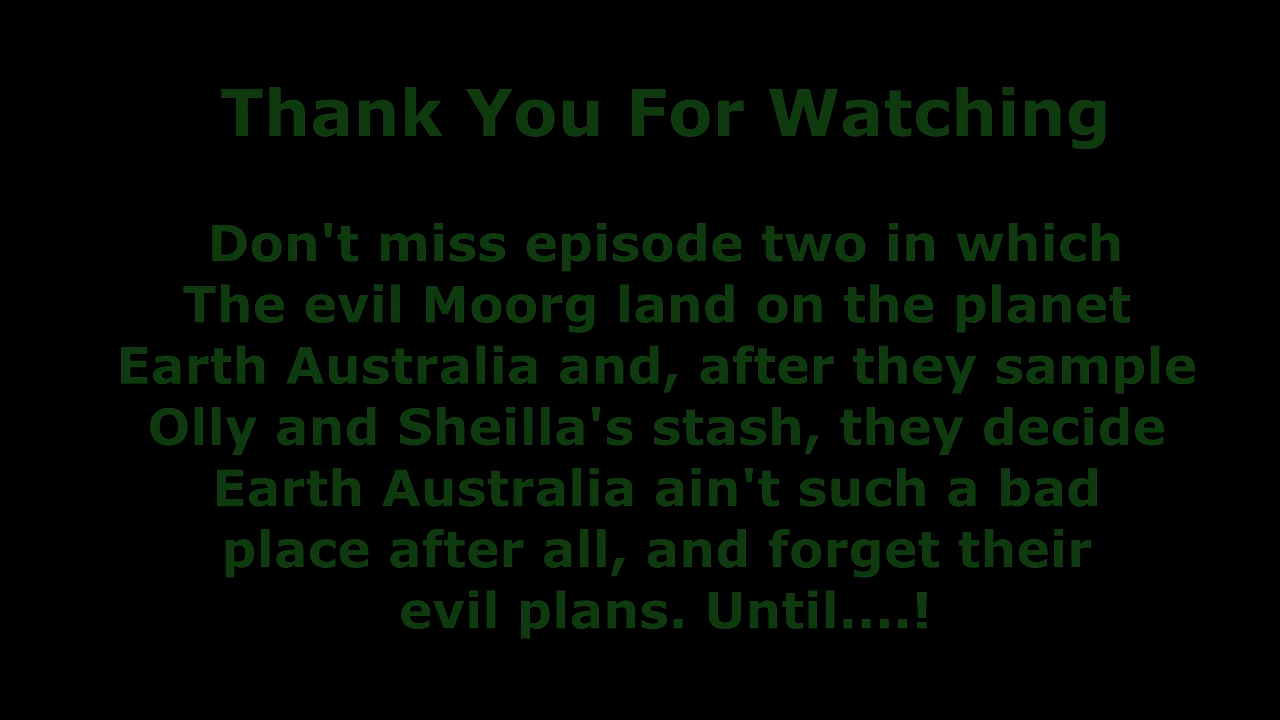 Thank You For Watching
Don't miss episode two in which
The evil Moorg land on the planet
Earth Australia and, after they sample
Olly and Sheilla's stash, they decide
Earth Australia ain't such a bad
place after all, and forget their
evil plans. Until....!